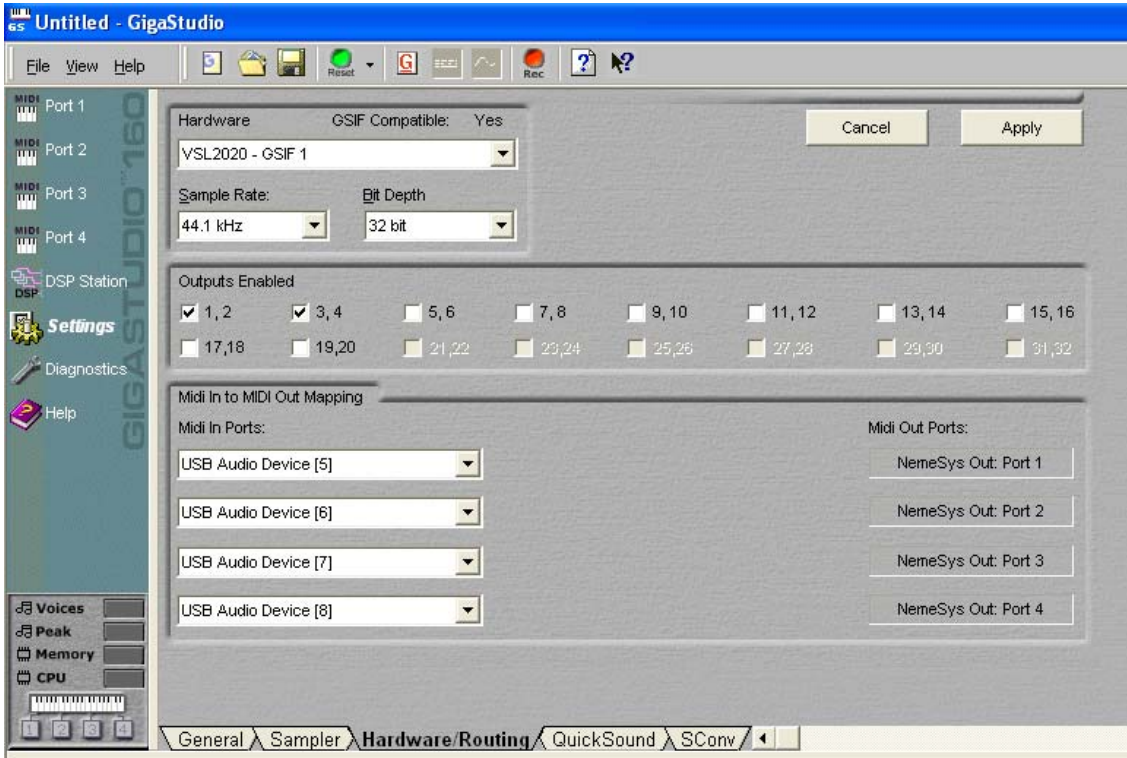 GS Untitled - GigaStudio
File View Help Reset G Rec ? ?
MIDI Port 1
MIDI Port 2
MIDI Port 3
MIDI Port 4
DSP DSP Station
Settings
Diagnostics
Help
GIGASTUDIO™160
Voices
Peak
Memory
CPU
1 2 3 4
Hardware GSIF Compatible: Yes
VSL2020 - GSIF 1
Sample Rate: Bit Depth
44.1 kHz 32 bit
Cancel Apply
Outputs Enabled
1, 2 3, 4 5, 6 7, 8 9, 10 11, 12 13, 14 15, 16
17,18 19,20 21,22 23,24 25,26 27,28 29,30 31,32
Midi In to MIDI Out Mapping
Midi In Ports: Midi Out Ports:
USB Audio Device [5] NemeSys Out: Port 1
USB Audio Device [6] NemeSys Out: Port 2
USB Audio Device [7] NemeSys Out: Port 3
USB Audio Device [8] NemeSys Out: Port 4
General Sampler Hardware/Routing QuickSound SConv